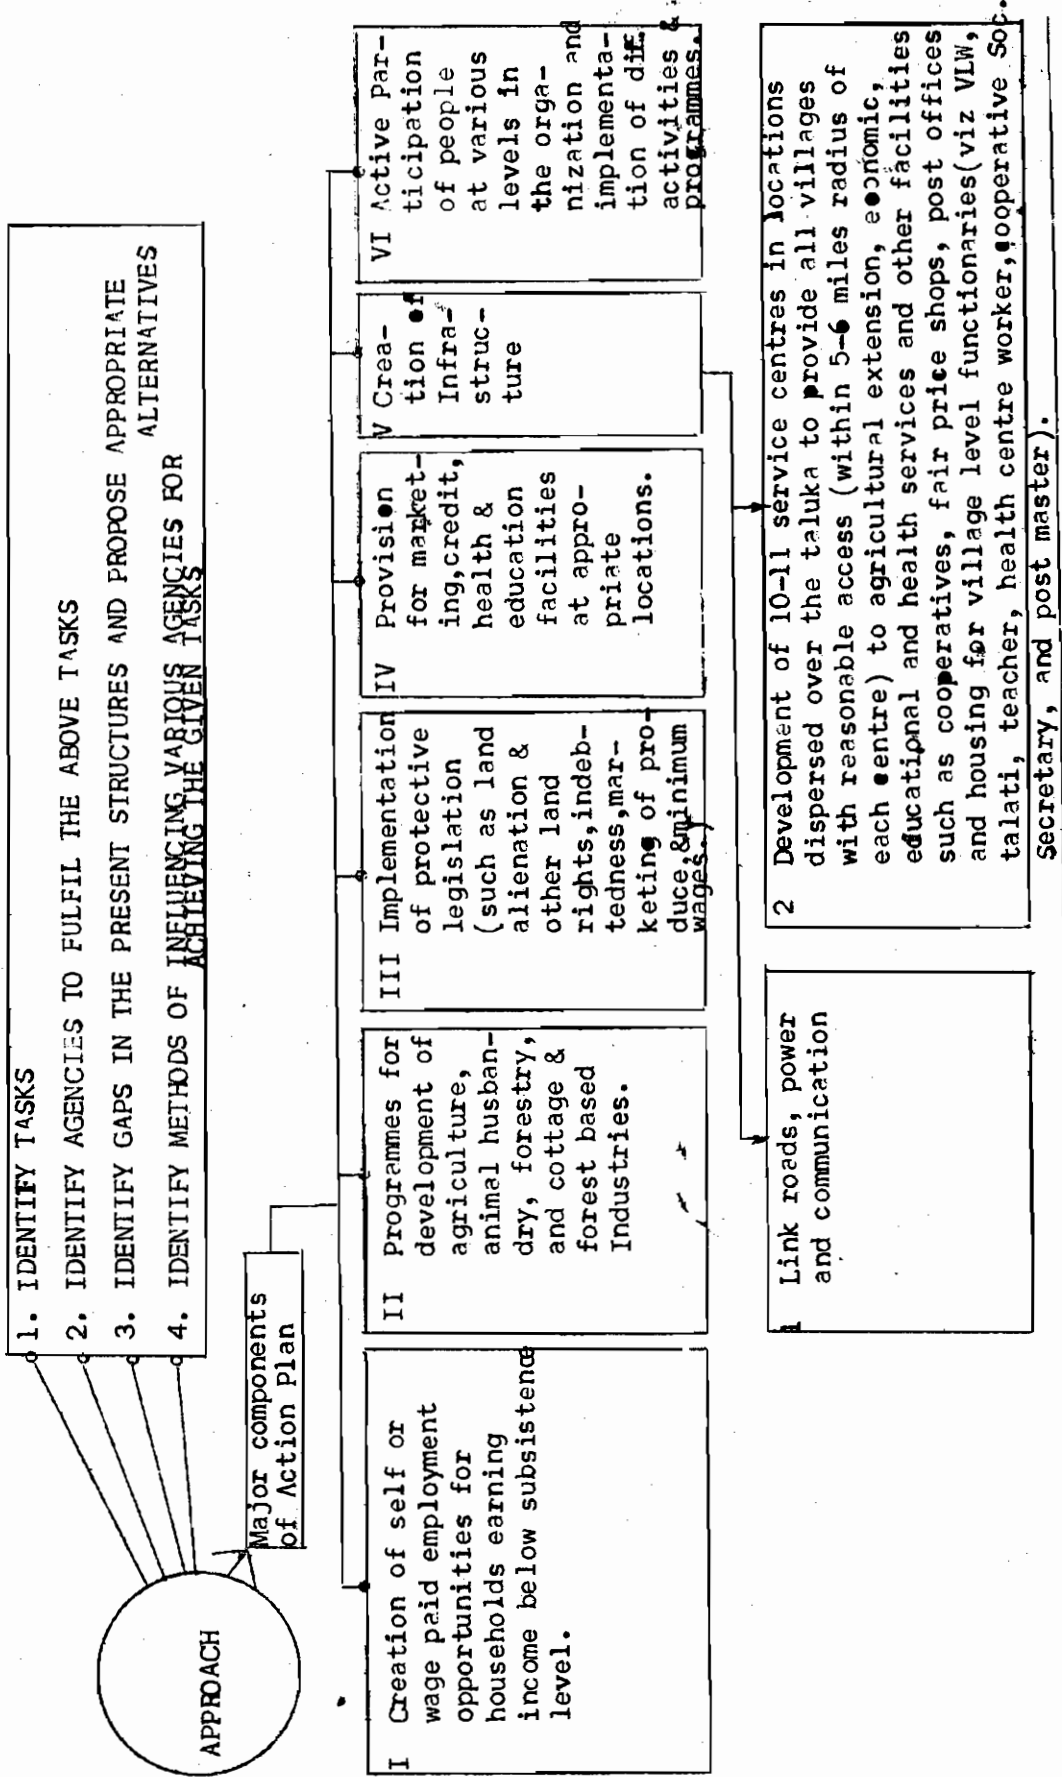 APPROACH
1. IDENTIFY TASKS
2. IDENTIFY AGENCIES TO FULFIL THE ABOVE TASKS
3. IDENTIFY GAPS IN THE PRESENT STRUCTURES AND PROPOSE APPROPRIATE
ALTERNATIVES
4. IDENTIFY METHODS OF INFLUENCING VARIOUS AGENCIES FOR
ACHIEVING THE GIVEN TASKS
Major components
of Action Plan
I Creation of self or
wage paid employment
opportunities for
households earning
income below subsistence
level.
II Programmes for
development of
agriculture,
animal husban-
dry, forestry,
and cottage &
forest based
Industries.
III Implementation
of protective
legislation
(such as land
alienation &
other land
rights,indeb-
tedness,mar-
keting of pro-
duce,&minimum
wages.
IV Provision
for market-
ing,credit,
health &
education
facilities
at appro-
priate
locations.
V Crea-
tion of
Infra-
struc-
ture
VI Active Par-
ticipation
of people
at various
levels in
the orga-
nization and
implementa-
tion of dif.
activities &
programmes.
1 Link roads, power
and communication
2 Development of 10-11 service centres in locations
dispersed over the taluka to provide all villages
with reasonable access (within 5-6 miles radius of
each centre) to agricultural extension, economic,
educational and health services and other facilities
such as cooperatives, fair price shops, post offices
and housing for village level functionaries(viz VLW,
talati, teacher, health centre worker,cooperative Soc.
Secretary, and post master).